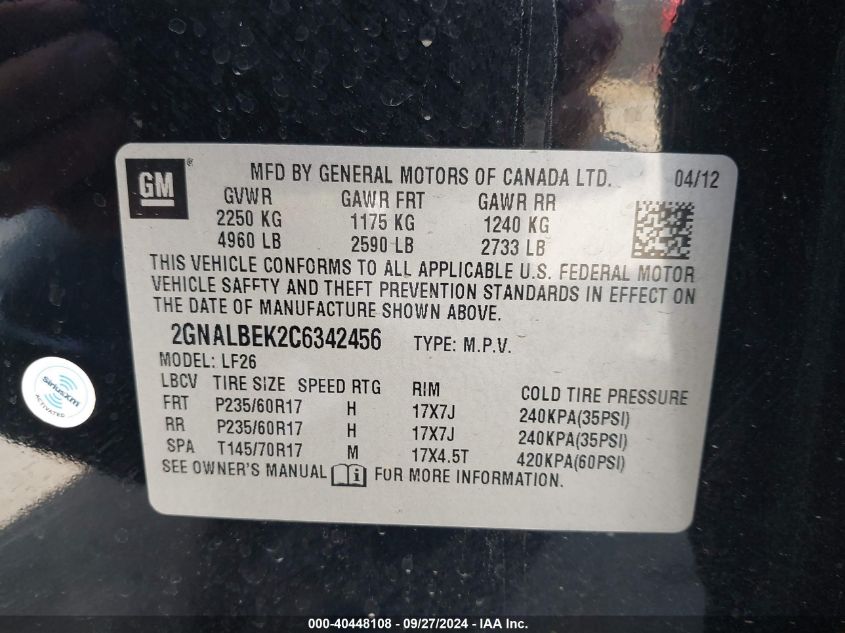 GM
MFD BY GENERAL MOTORS OF CANADA LTD. 04/12
GVWR GAWR FRT GAWR RR
2250 KG 1175 KG 1240 KG
4960 LB 2590 LB 2733 LB
THIS VEHICLE CONFORMS TO ALL APPLICABLE U.S. FEDERAL MOTOR
VEHICLE SAFETY AND THEFT PREVENTION STANDARDS IN EFFECT ON
THE DATE OF MANUFACTURE SHOWN ABOVE.
2GNALBEK2C6342456 TYPE: M.P.V.
MODEL: LF26
LBCV TIRE SIZE SPEED RTG RIM COLD TIRE PRESSURE
FRT P235/60R17 H 17X7J 240KPA(35PSI)
RR P235/60R17 H 17X7J 240KPA(35PSI)
SPA T145/70R17 M 17X4.5T 420KPA(60PSI)
SEE OWNER'S MANUAL i FOR MORE INFORMATION.
siriusxm
ACTIVATED
000-40448108 - 09/27/2024 - IAA Inc.